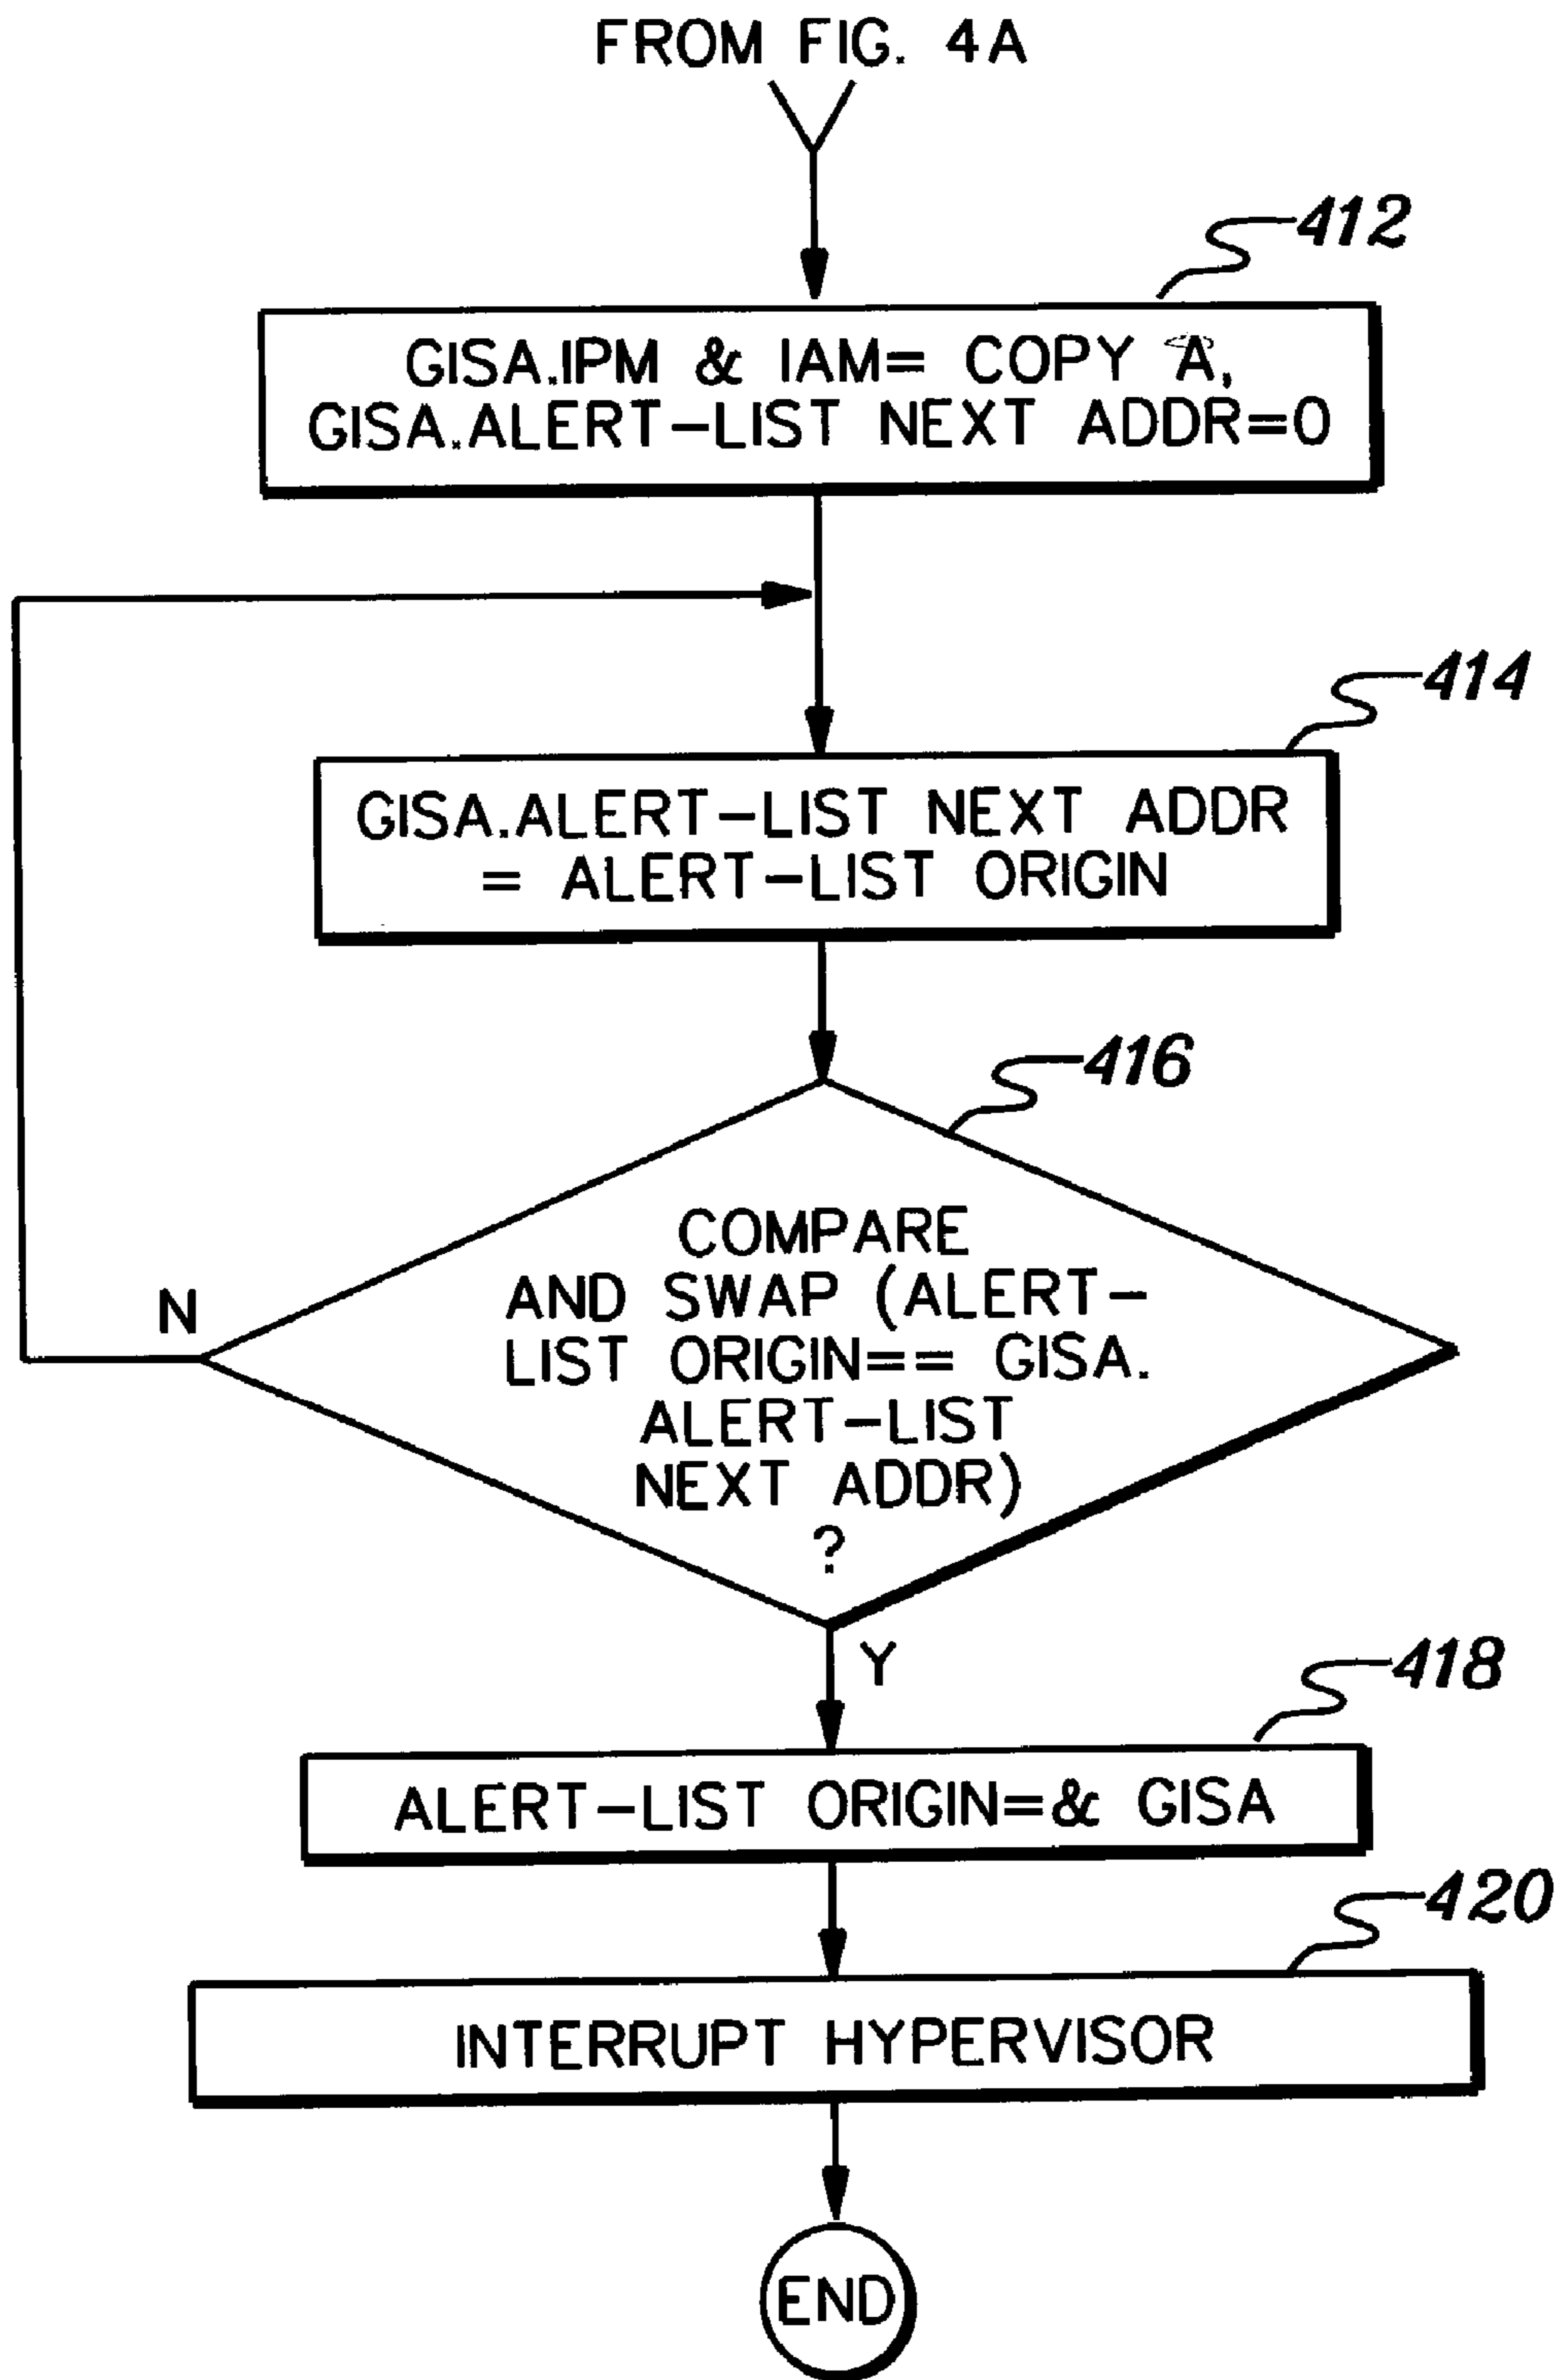 FROM FIG. 4A
412
GISA.IPM & IAM= COPY A,
GISA.ALERT-LIST NEXT ADDR=0
414
GISA.ALERT-LIST NEXT ADDR
= ALERT-LIST ORIGIN
416
COMPARE
AND SWAP (ALERT-
LIST ORIGIN== GISA.
ALERT-LIST
NEXT ADDR)
?
N
Y
418
ALERT-LIST ORIGIN=& GISA
420
INTERRUPT HYPERVISOR
END